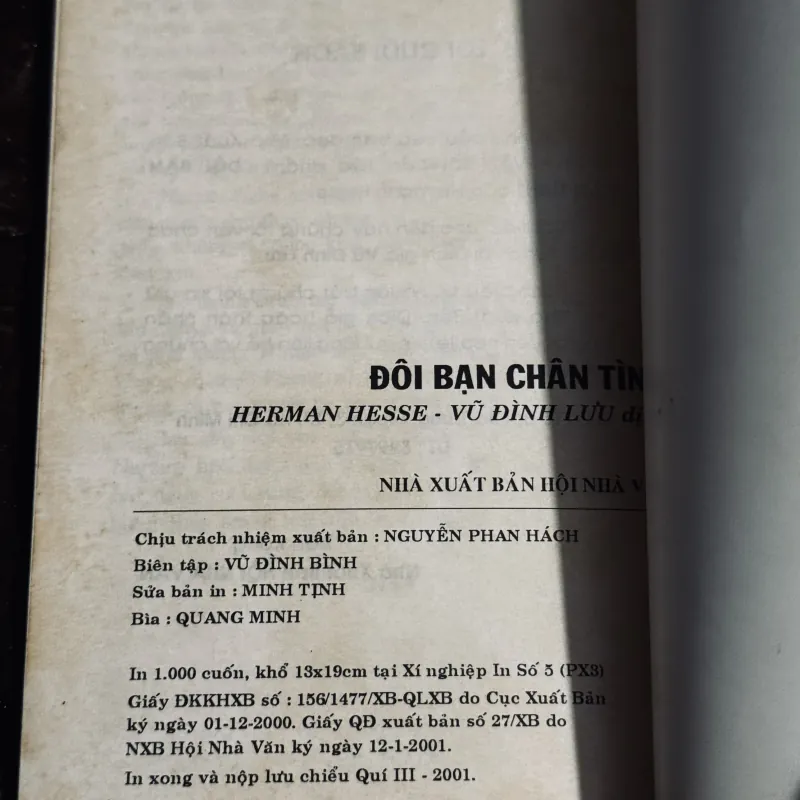 ĐÔI BẠN CHÂN
HERMAN HESSE - VŨ ĐÌNH LƯU
NHÀ XUẤT BẢN HỘI NHÀ
Chịu trách nhiệm xuất bản : NGUYỄN PHAN HÁCH
Biên tập : VŨ ĐÌNH BÌNH
Sửa bản in : MINH TỊNH
Bìa : QUANG MINH
In 1.000 cuốn, khổ 13x19cm tại Xí nghiệp In Số 5 (PX3)
Giấy ĐKKHXB số : 156/1477/XB-QLXB do Cục Xuất Bản
ký ngày 01-12-2000. Giấy QĐ xuất bản số 27/XB do
NXB Hội Nhà Văn ký ngày 12-1-2001.
In xong và nộp lưu chiểu Quí III - 2001.